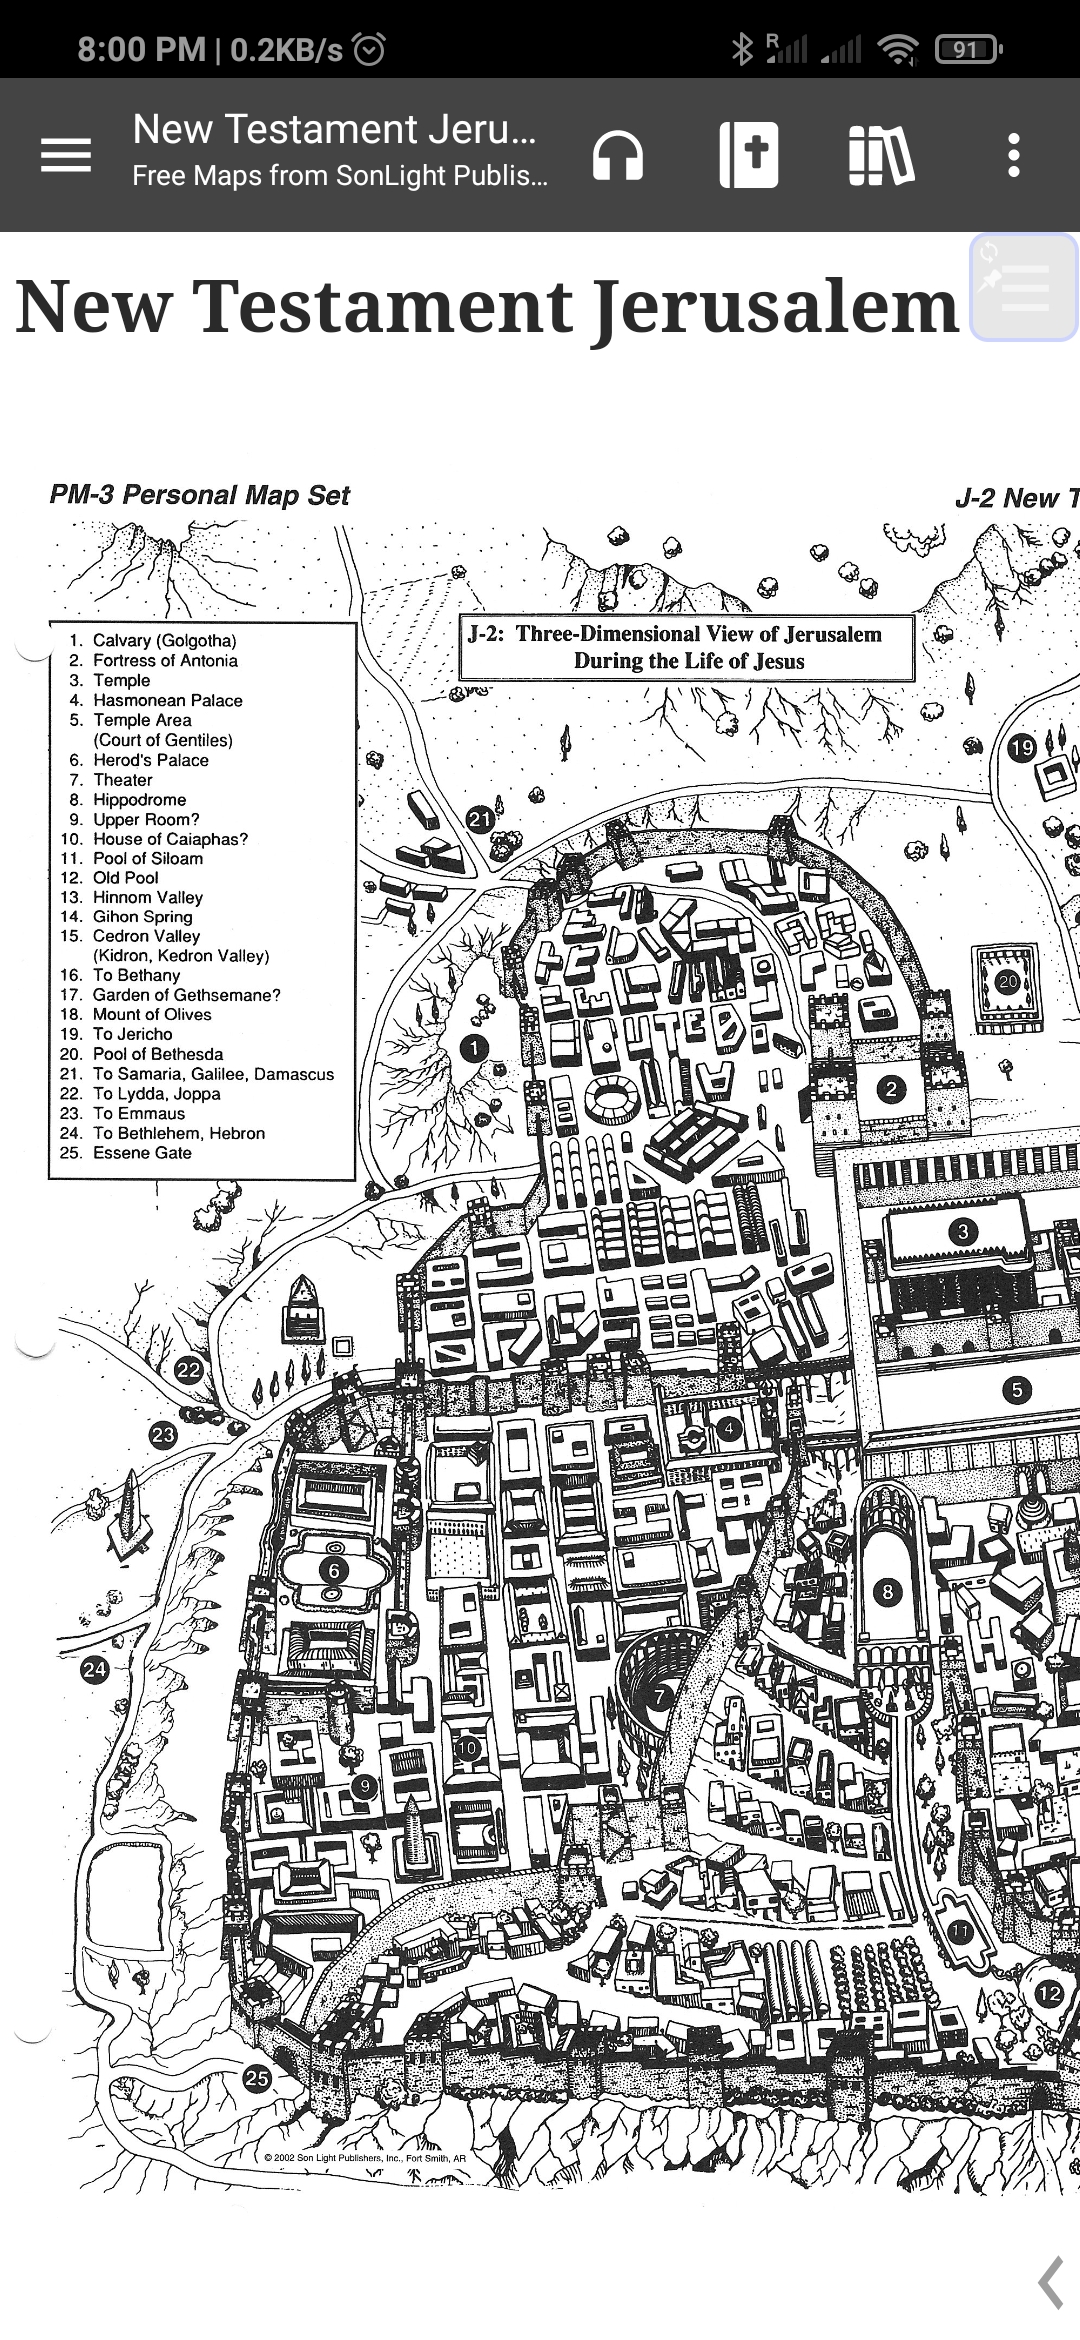 8:00 PM | 0.2KB/s
R
91
New Testament Jeru...
Free Maps from SonLight Publis...
New Testament Jerusalem
PM-3 Personal Map Set
J-2 New T
J-2: Three-Dimensional View of Jerusalem
During the Life of Jesus
1. Calvary (Golgotha)
2. Fortress of Antonia
3. Temple
4. Hasmonean Palace
5. Temple Area
(Court of Gentiles)
6. Herod's Palace
7. Theater
8. Hippodrome
9. Upper Room?
10. House of Caiaphas?
11. Pool of Siloam
12. Old Pool
13. Hinnom Valley
14. Gihon Spring
15. Cedron Valley
(Kidron, Kedron Valley)
16. To Bethany
17. Garden of Gethsemane?
18. Mount of Olives
19. To Jericho
20. Pool of Bethesda
21. To Samaria, Galilee, Damascus
22. To Lydda, Joppa
23. To Emmaus
24. To Bethlehem, Hebron
25. Essene Gate
19
21
20
1
2
3
22
5
23
4
6
8
24
7
10
9
11
12
25
© 2002 Son Light Publishers, Inc., Fort Smith, AR